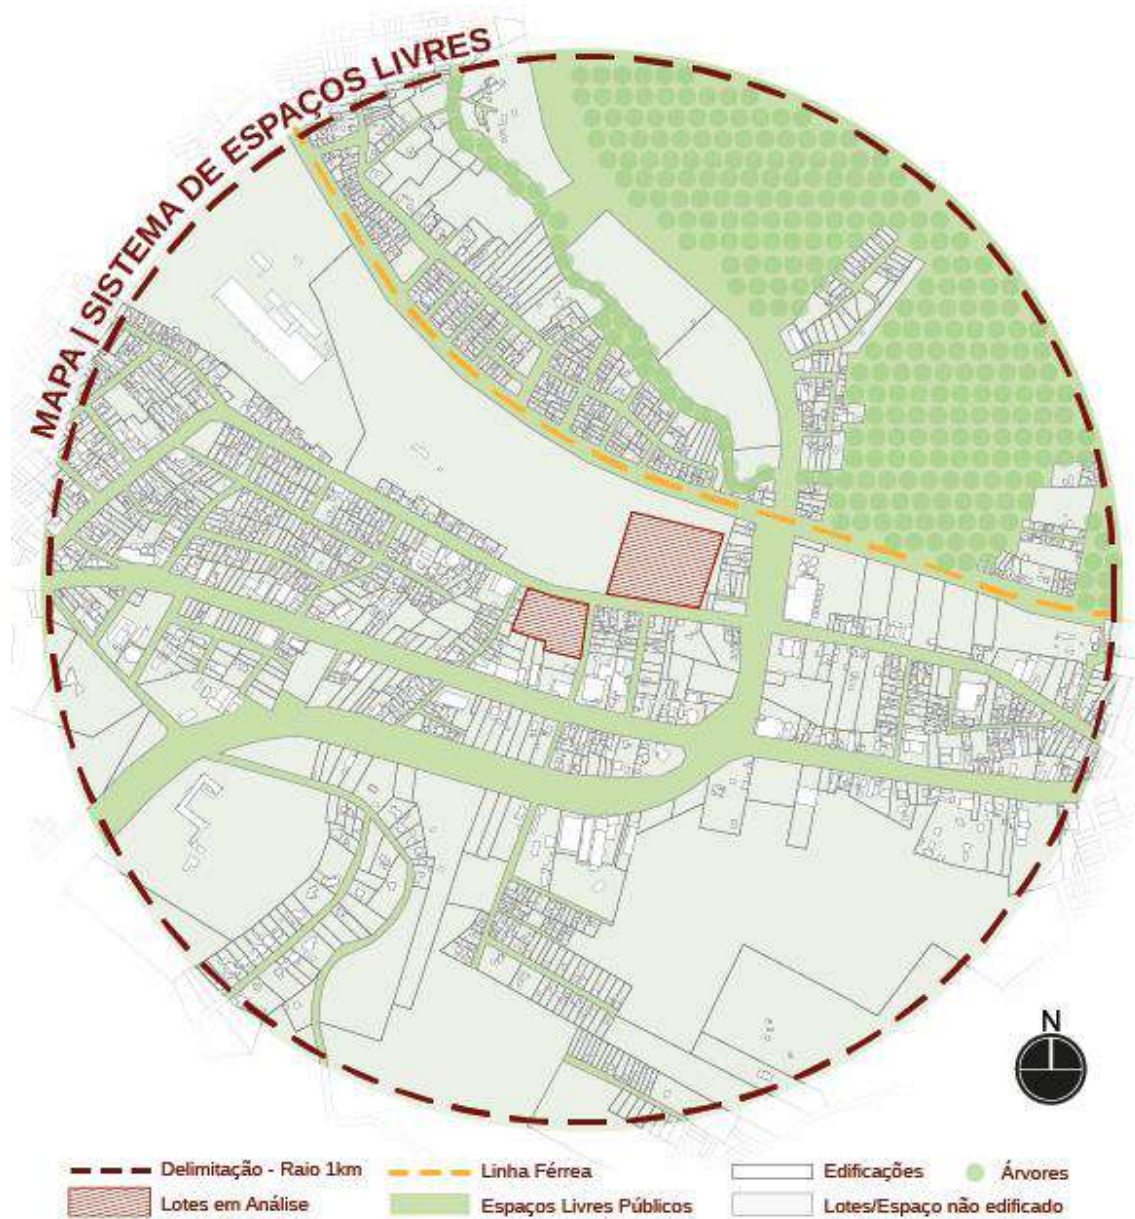 MAPA | SISTEMA DE ESPAÇOS LIVRES
N
Delimitação - Raio 1km
Linha Férrea
Edificações
Árvores
Lotes em Análise
Espaços Livres Públicos
Lotes/Espaço não edificado